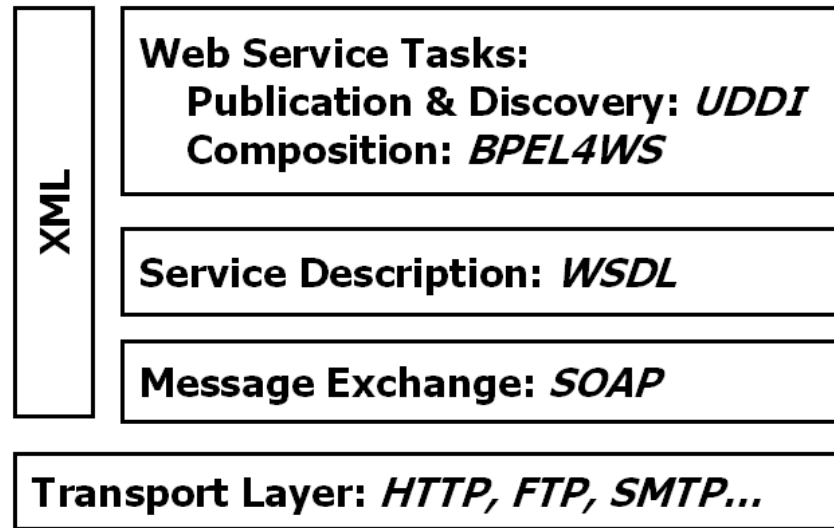 XML
Web Service Tasks:
Publication & Discovery: UDDI
Composition: BPEL4WS
Service Description: WSDL
Message Exchange: SOAP
Transport Layer: HTTP, FTP, SMTP...